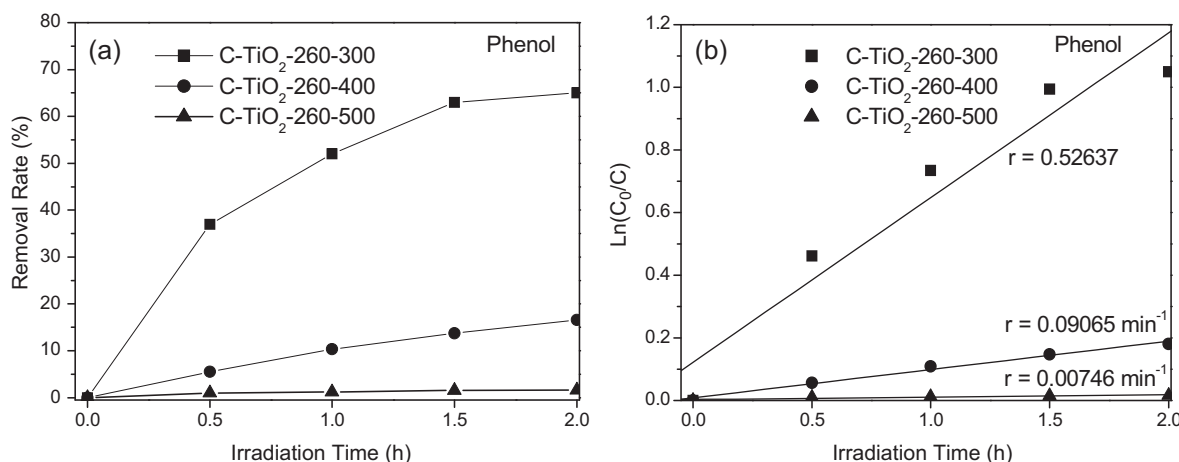 (a)
Phenol
C-TiO₂-260-300
C-TiO₂-260-400
C-TiO₂-260-500
Removal Rate (%)
80
70
60
50
40
30
20
10
0
0.0 0.5 1.0 1.5 2.0
Irradiation Time (h)
(b)
Phenol
C-TiO₂-260-300
C-TiO₂-260-400
C-TiO₂-260-500
r = 0.52637
r = 0.09065 min⁻¹
r = 0.00746 min⁻¹
Ln(C₀/C)
1.2
1.0
0.8
0.6
0.4
0.2
0.0
0.0 0.5 1.0 1.5 2.0
Irradiation Time (h)